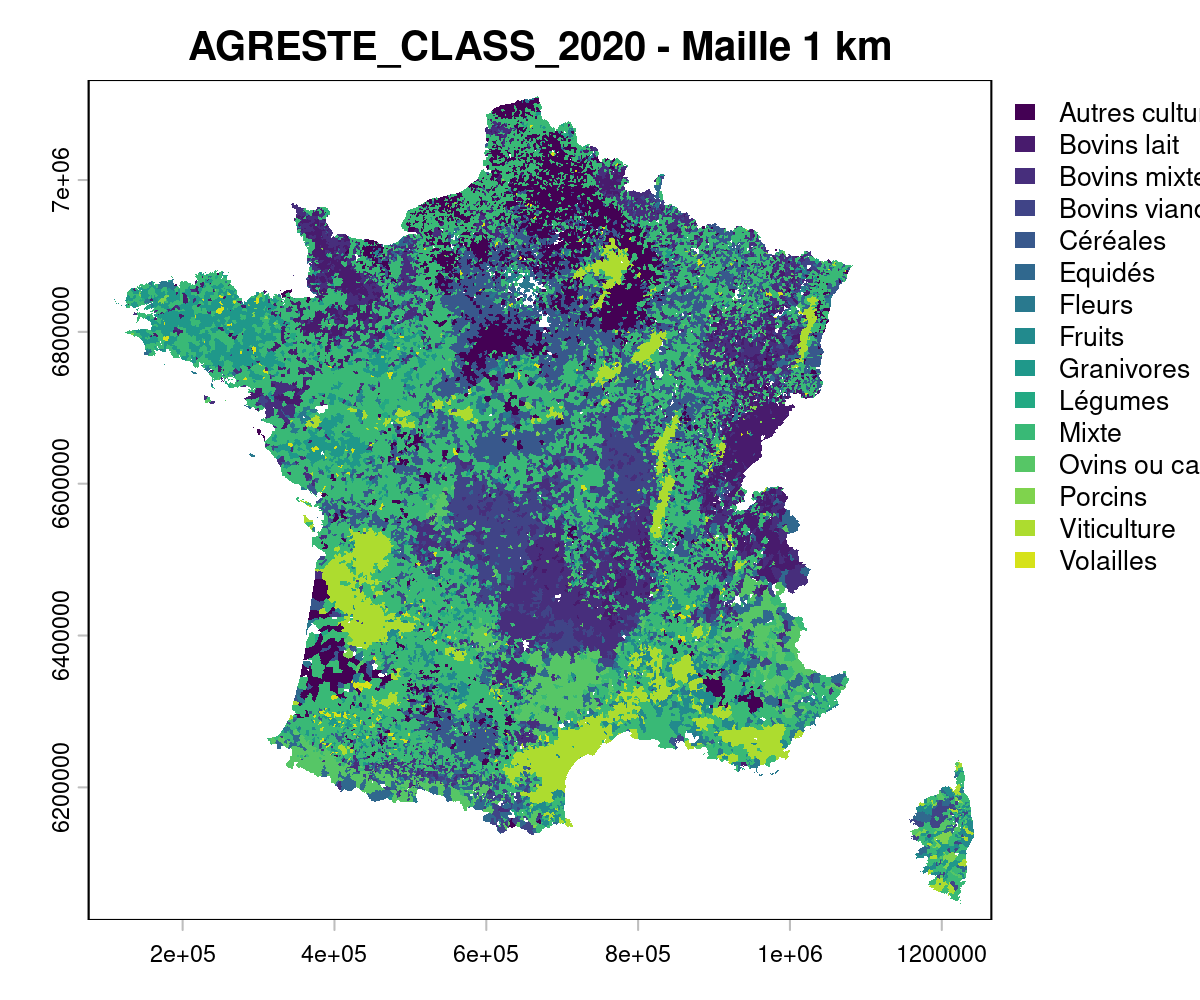 AGRESTE_CLASS_2020 - Maille 1 km
Autres cultu
Bovins lait
Bovins mixte
Bovins vian
Céréales
Equidés
Fleurs
Fruits
Granivores
Légumes
Mixte
Ovins ou ca
Porcins
Viticulture
Volailles
7e+06
6800000
6600000
6400000
6200000
2e+05
4e+05
6e+05
8e+05
1e+06
1200000